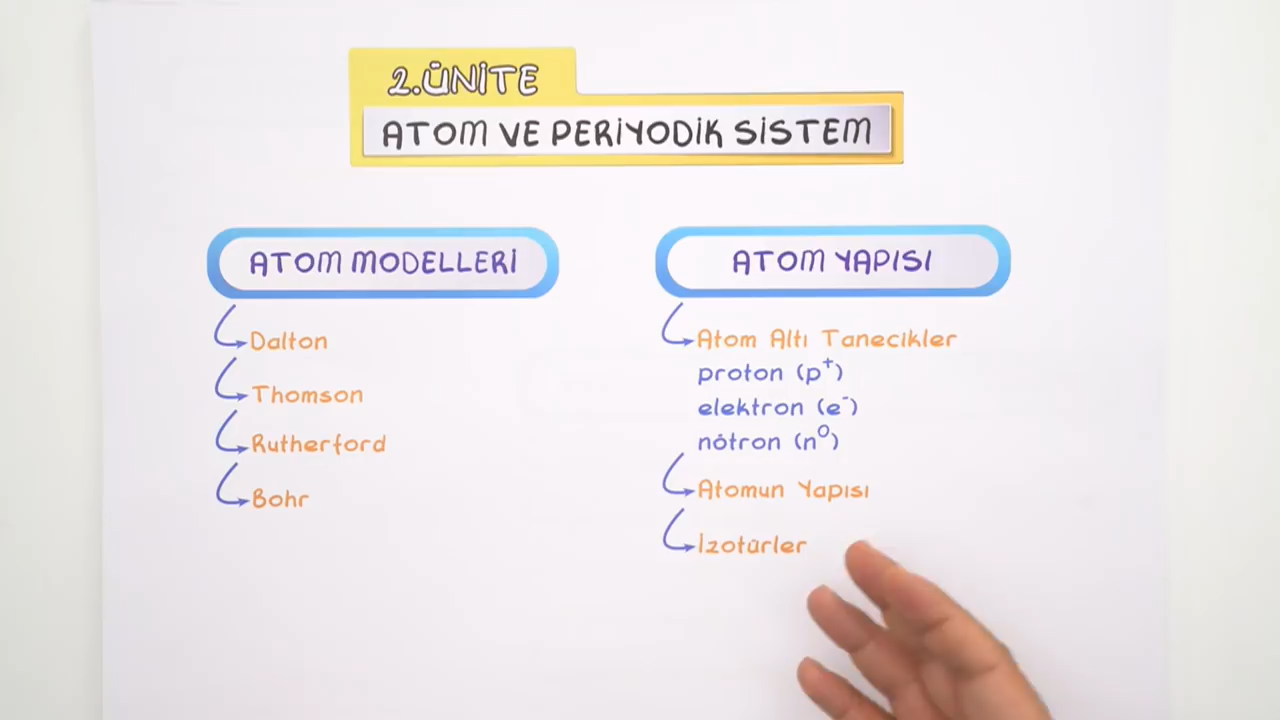 2.ÜNİTE
ATOM VE PERİYODİK SİSTEM
ATOM MODELLERİ
Dalton
Thomson
Rutherford
Bohr
ATOM YAPISI
Atom Altı Tanecikler
proton (p⁺)
elektron (e⁻)
nötron (n⁰)
Atomun Yapısı
İzotürler